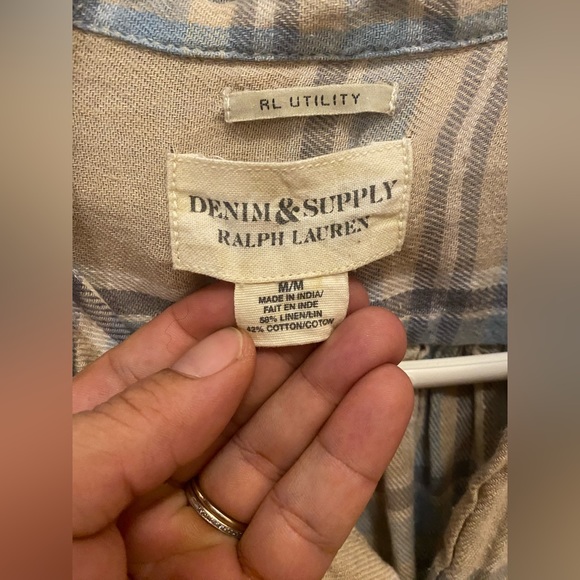 RL UTILITY
DENIM & SUPPLY
RALPH LAUREN
M/M
MADE IN INDIA/
FAIT EN INDE
58% LINEN/LIN
42% COTTON/COTON